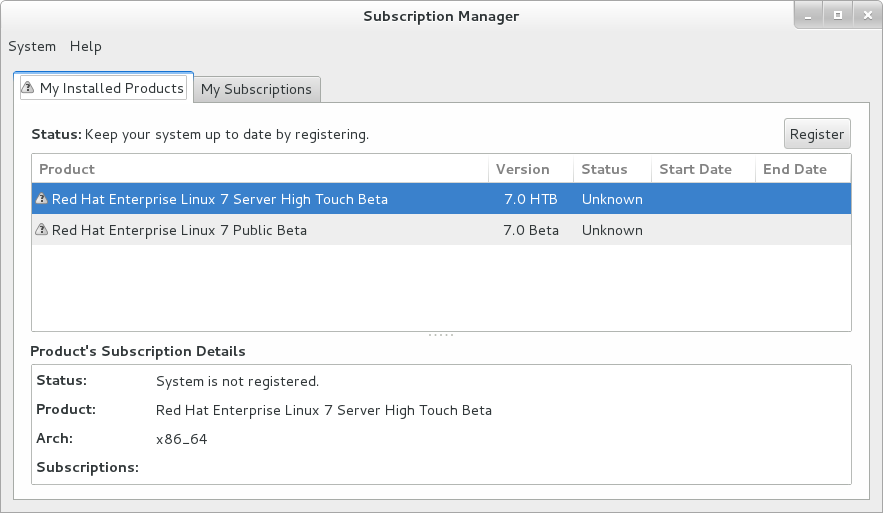 Subscription Manager
System Help
My Installed Products My Subscriptions
Status: Keep your system up to date by registering. Register
Product Version Status Start Date End Date
Red Hat Enterprise Linux 7 Server High Touch Beta 7.0 HTB Unknown
Red Hat Enterprise Linux 7 Public Beta 7.0 Beta Unknown
Product's Subscription Details
Status: System is not registered.
Product: Red Hat Enterprise Linux 7 Server High Touch Beta
Arch: x86_64
Subscriptions: